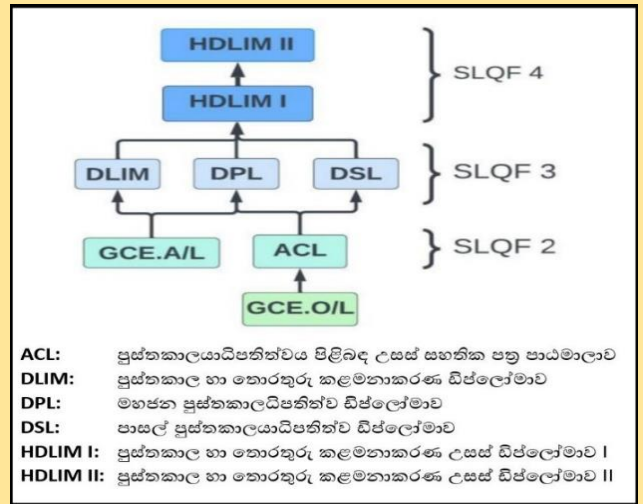 HDLIM II
SLQF 4
HDLIM I
DLIM DPL DSL SLQF 3
GCE.A/L ACL SLQF 2
GCE.O/L
ACL: පුස්තකාලයාධිපතිත්වය පිළිබඳ උසස් සහතික පත්‍ර පාඨමාලාව
DLIM: පුස්තකාල හා තොරතුරු කළමනාකරණ ඩිප්ලෝමාව
DPL: මහජන පුස්තකාලධිපතිත්ව ඩිප්ලෝමාව
DSL: පාසල් පුස්තකාලයාධිපතිත්ව ඩිප්ලෝමාව
HDLIM I: පුස්තකාල හා තොරතුරු කළමනාකරණ උසස් ඩිප්ලෝමාව I
HDLIM II: පුස්තකාල හා තොරතුරු කළමනාකරණ උසස් ඩිප්ලෝමාව II